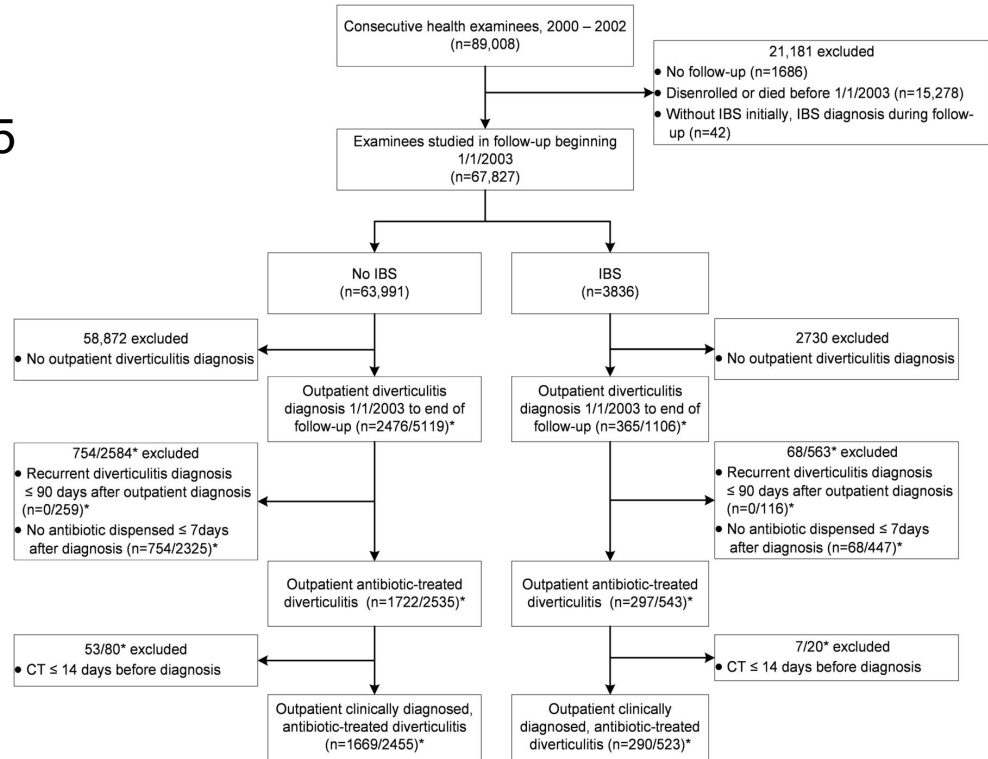 5
Consecutive health examinees, 2000 – 2002
(n=89,008)
21,181 excluded
● No follow-up (n=1686)
● Disenrolled or died before 1/1/2003 (n=15,278)
● Without IBS initially, IBS diagnosis during follow-
up (n=42)
Examinees studied in follow-up beginning
1/1/2003
(n=67,827)
No IBS
(n=63,991)
IBS
(n=3836)
58,872 excluded
● No outpatient diverticulitis diagnosis
2730 excluded
● No outpatient diverticulitis diagnosis
Outpatient diverticulitis
diagnosis 1/1/2003 to end of
follow-up (n=2476/5119)*
Outpatient diverticulitis
diagnosis 1/1/2003 to end of
follow-up (n=365/1106)*
754/2584* excluded
● Recurrent diverticulitis diagnosis
≤ 90 days after outpatient diagnosis
(n=0/259)*
● No antibiotic dispensed ≤ 7days
after diagnosis (n=754/2325)*
68/563* excluded
● Recurrent diverticulitis diagnosis
≤ 90 days after outpatient diagnosis
(n=0/116)*
● No antibiotic dispensed ≤ 7days
after diagnosis (n=68/447)*
Outpatient antibiotic-treated
diverticulitis (n=1722/2535)*
Outpatient antibiotic-treated
diverticulitis (n=297/543)*
53/80* excluded
● CT ≤ 14 days before diagnosis
7/20* excluded
● CT ≤ 14 days before diagnosis
Outpatient clinically diagnosed,
antibiotic-treated diverticulitis
(n=1669/2455)*
Outpatient clinically
diagnosed, antibiotic-treated
diverticulitis (n=290/523)*